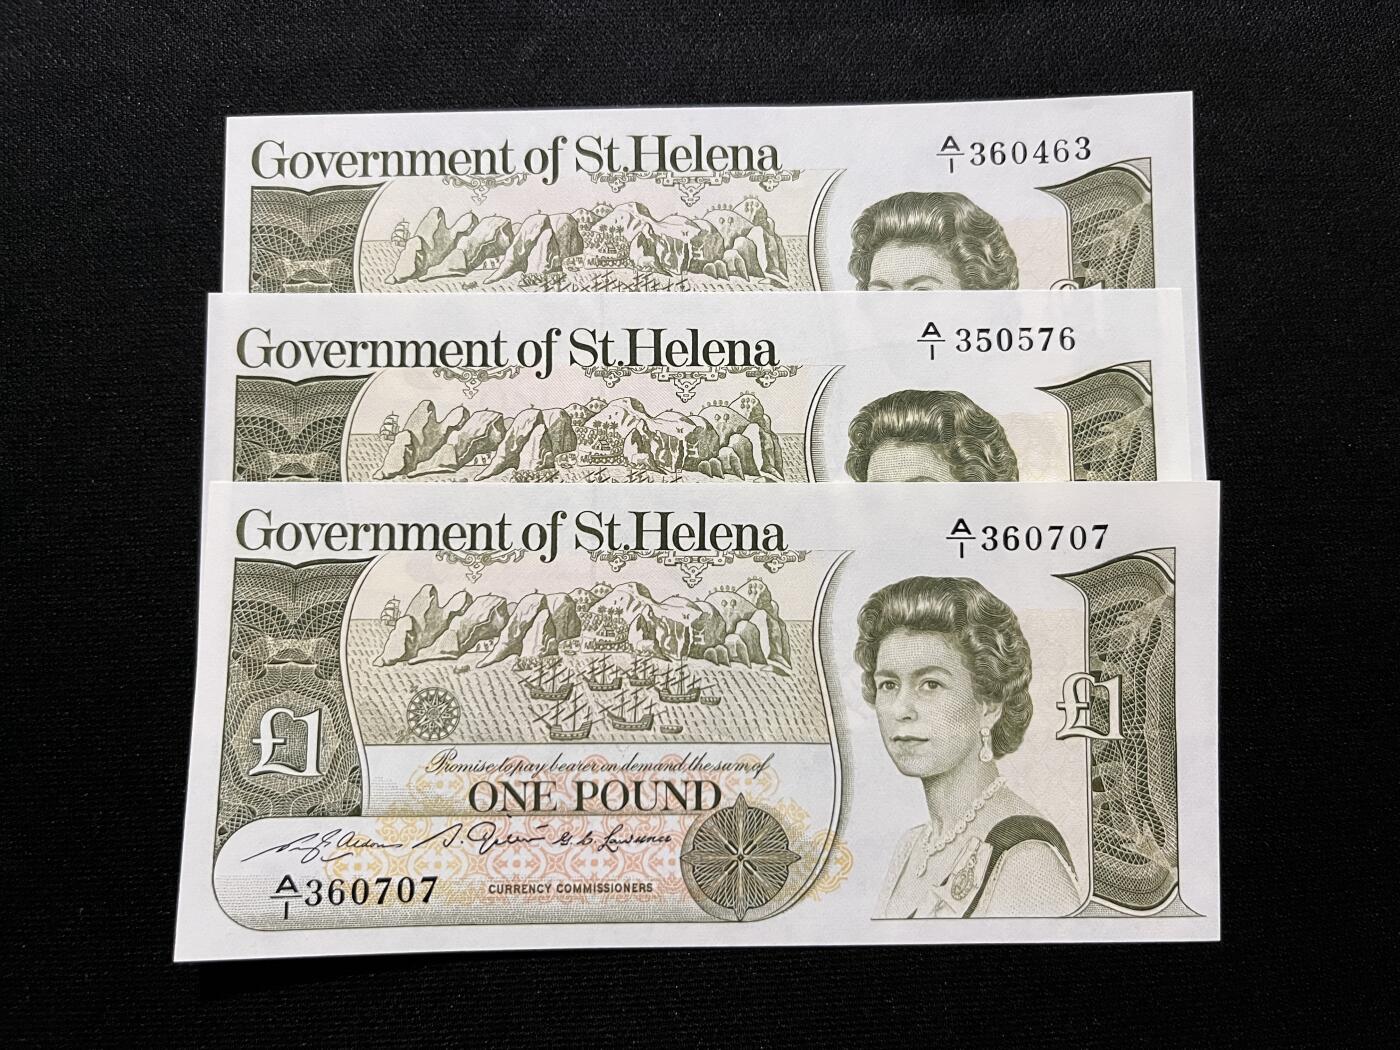 Government of St.Helena
A/1 360463
£1
Government of St.Helena
A/1 350576
Government of St.Helena
A/1 360707
£1
£1
Promise to pay bearer on demand the sum of
ONE POUND
A/1 360707
CURRENCY COMMISSIONERS